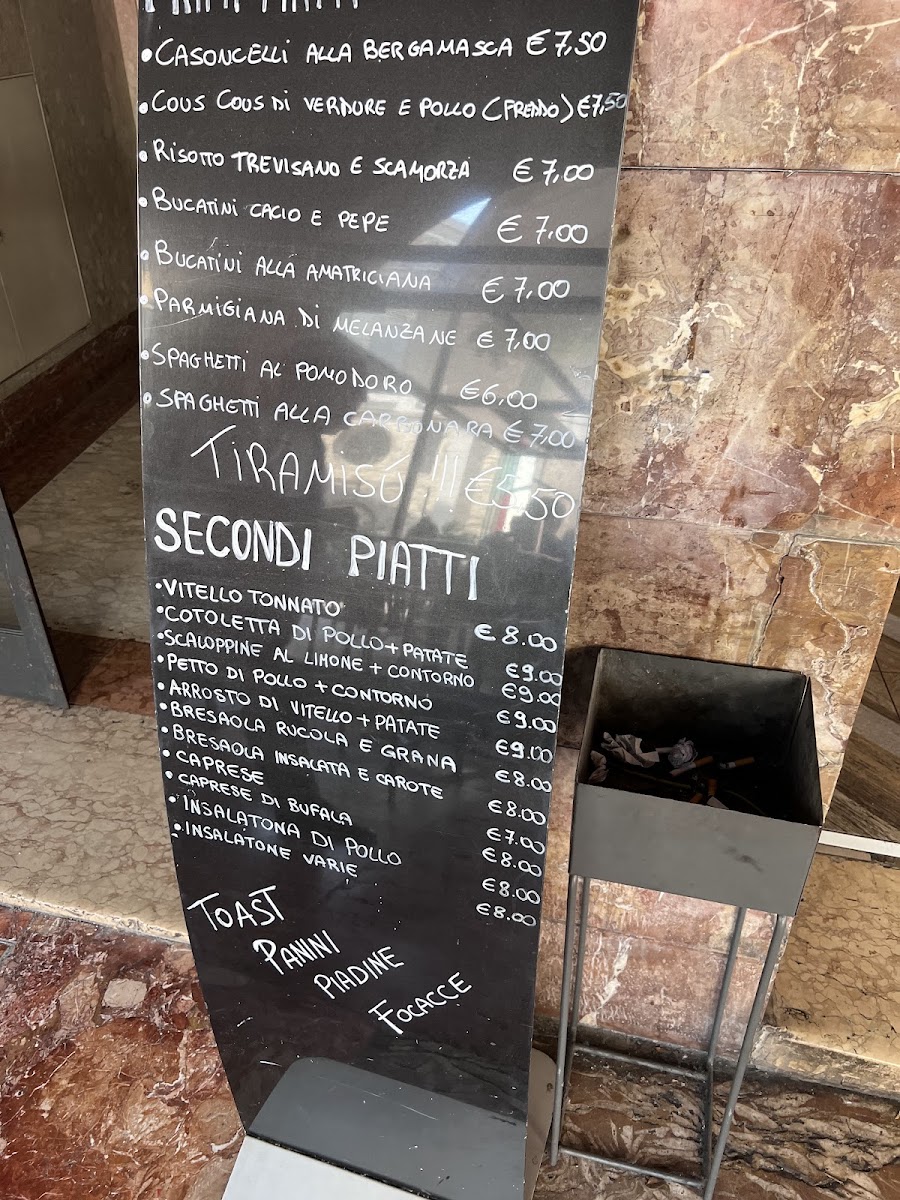 PRIMI PIATTI
• CASONCELLI ALLA BERGAMASCA €7,50
• COUS COUS DI VERDURE E POLLO (FREDDO) €7,50
• RISOTTO TREVISANO E SCAMORZA €7,00
• BUCATINI CACIO E PEPE €7,00
• BUCATINI ALLA AMATRICIANA €7,00
• PARMIGIANA DI MELANZANE €7,00
• SPAGHETTI AL POMODORO €6,00
• SPAGHETTI ALLA CARBONARA €7,00
TIRAMISÚ !!! €5,50
SECONDI PIATTI
• VITELLO TONNATO €8.00
• COTOLETTA DI POLLO + PATATE €9.00
• SCALOPPINE AL LIMONE + CONTORNO €9.00
• PETTO DI POLLO + CONTORNO €9.00
• ARROSTO DI VITELLO + PATATE €9.00
• BRESAOLA RUCOLA E GRANA €8.00
• BRESAOLA INSALATA E CAROTE €8.00
• CAPRESE €7.00
• CAPRESE DI BUFALA €8.00
• INSALATONA DI POLLO €8.00
• INSALATONE VARIE €8.00
TOAST
PANINI
PIADINE
FOCACCE